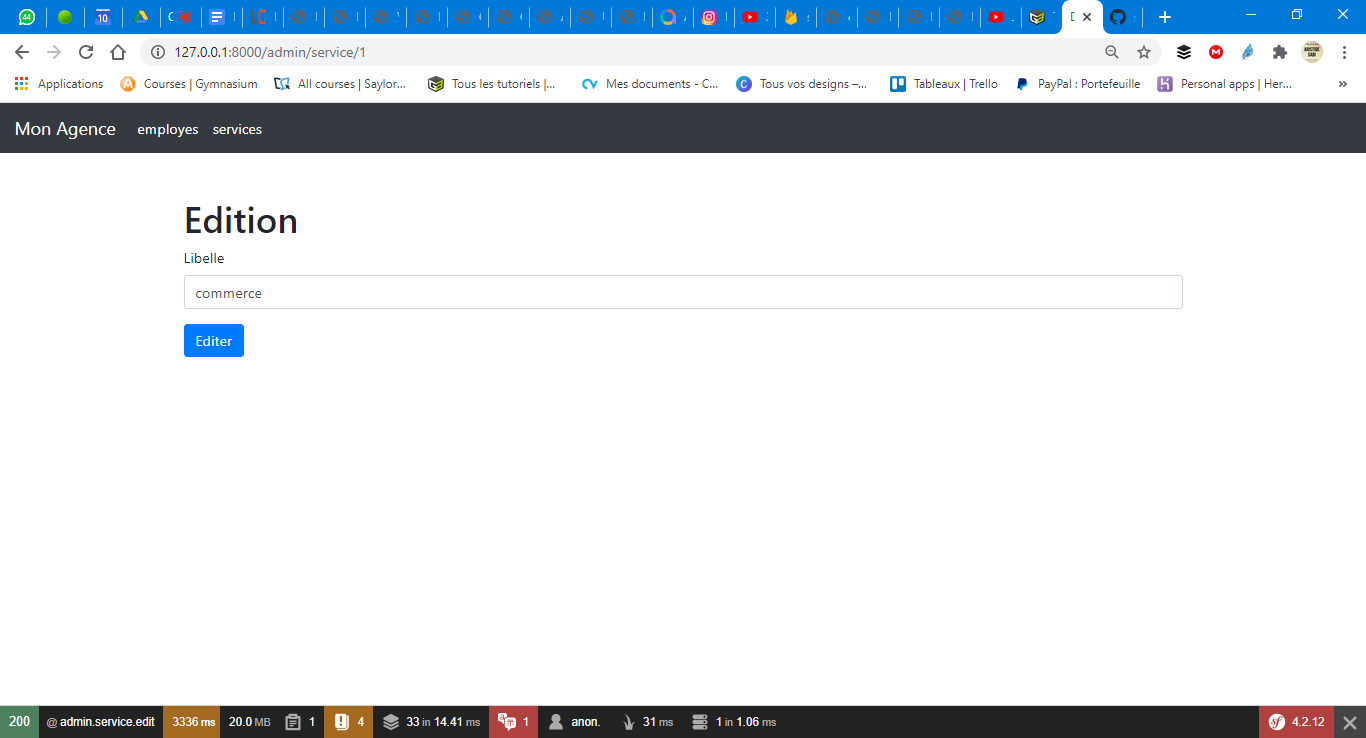 44
10
127.0.0.1:8000/admin/service/1
Applications
Courses | Gymnasium
All courses | Saylor...
Tous les tutoriels |...
Mes documents - C...
Tous vos designs –...
Tableaux | Trello
PayPal : Portefeuille
Personal apps | Her...
»
Mon Agence employes services
Edition
Libelle
commerce
Editer
200 @ admin.service.edit 3336 ms 20.0 MB 1 4 33 in 14.41 ms 1 anon. 31 ms 1 in 1.06 ms 4.2.12